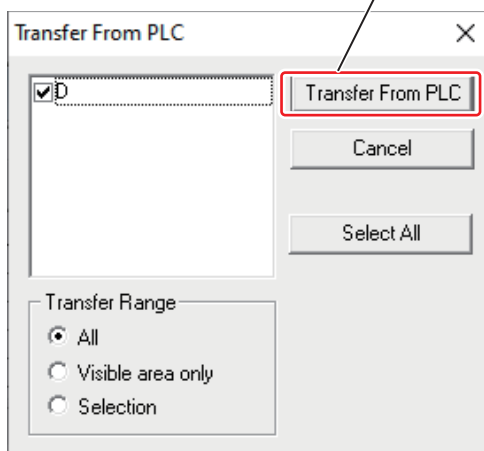 Transfer From PLC
D
Transfer From PLC
Cancel
Select All
Transfer Range
All
Visible area only
Selection